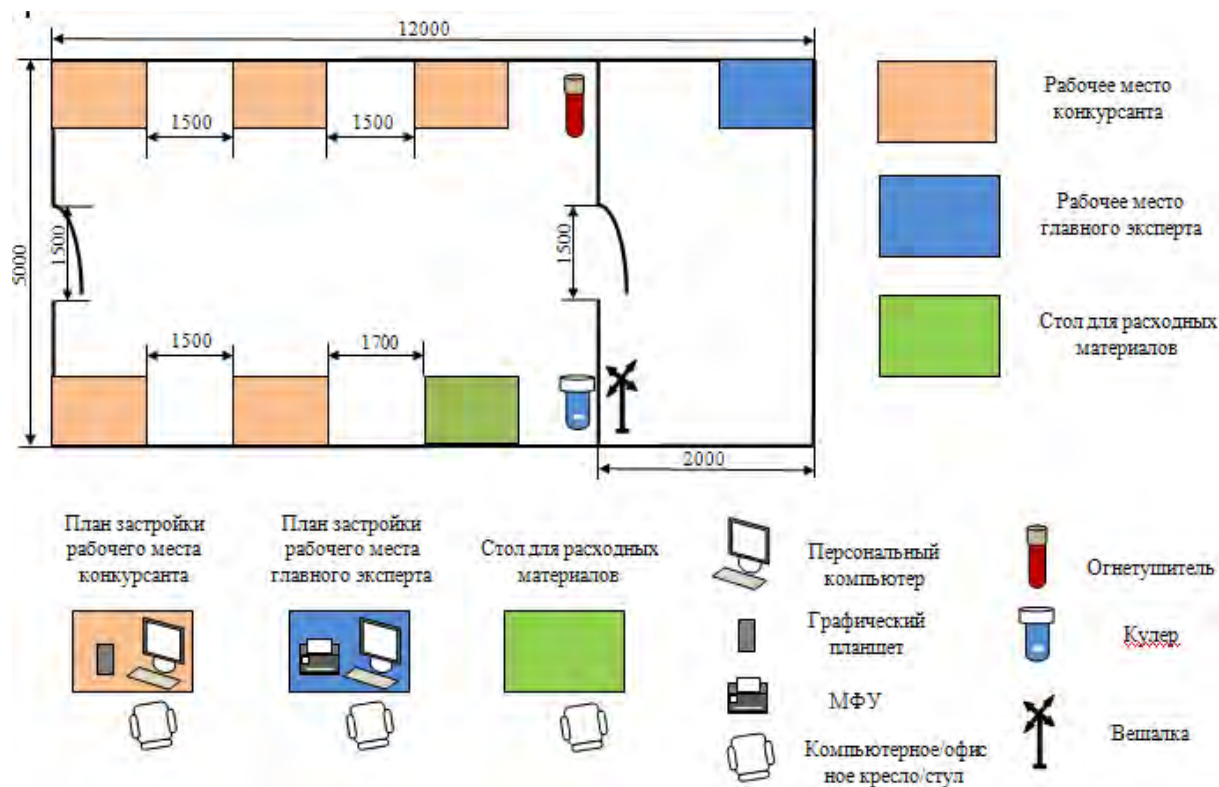 12000
Рабочее место
конкурсанта
1500
1500
Рабочее место
главного эксперта
5000
1500
1500
Стол для расходных
материалов
1500
1700
2000
План застройки
рабочего места
конкурсанта
План застройки
рабочего места
главного эксперта
Стол для расходных
материалов
Персональный
компьютер
Огнетушитель
Графический
планшет
Кулер
МФУ
Вешалка
Компьютерное/офис
ное кресло/стул